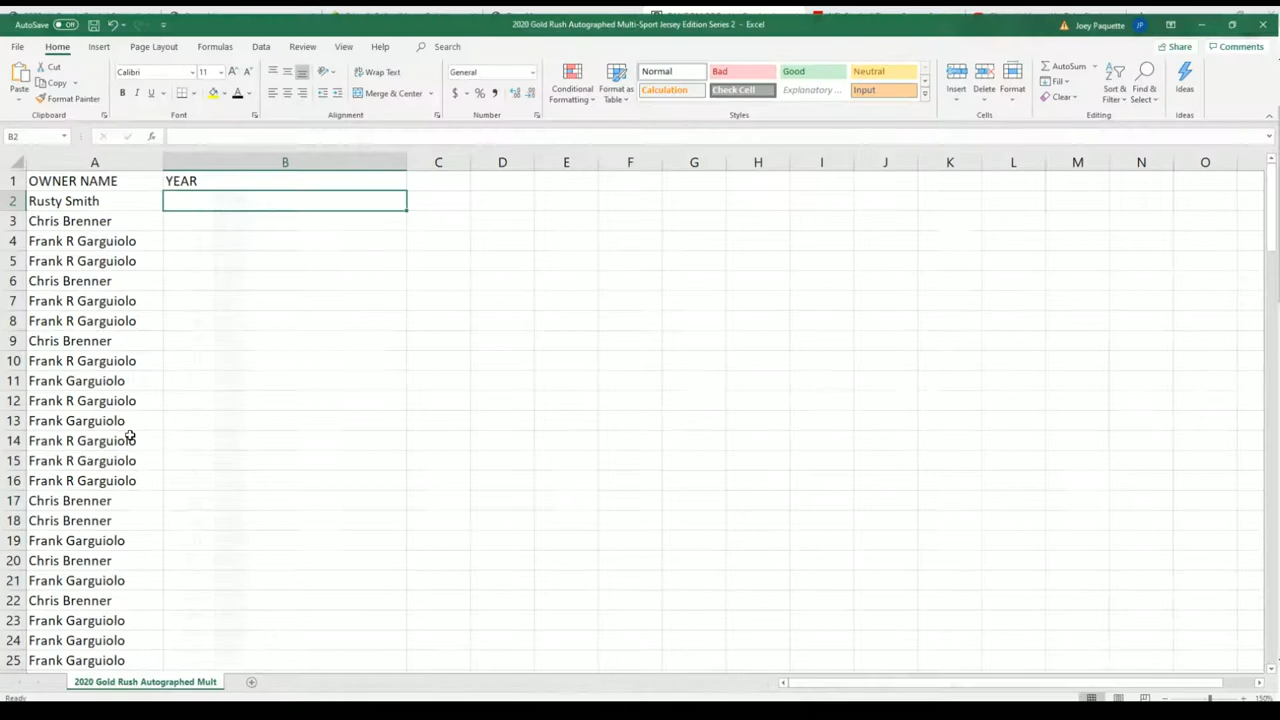 AutoSave Off 2020 Gold Rush Autographed Multi-Sport Jersey Edition Series 2 - Excel Joey Paquette JP
File Home Insert Page Layout Formulas Data Review View Help Search Share Comments
Cut Calibri 11 Wrap Text General Normal Bad Good Neutral AutoSum
Copy Fill
Paste Format Painter B I U Merge & Center $ % Conditional Formatting Format as Table Calculation Check Cell Explanatory ... Input Insert Delete Format Clear Sort & Filter Find & Select Ideas
Clipboard Font Alignment Number Styles Cells Editing Ideas
B2 fx
A B C D E F G H I J K L M N O
1 OWNER NAME YEAR
2 Rusty Smith
3 Chris Brenner
4 Frank R Garguiolo
5 Frank R Garguiolo
6 Chris Brenner
7 Frank R Garguiolo
8 Frank R Garguiolo
9 Chris Brenner
10 Frank R Garguiolo
11 Frank Garguiolo
12 Frank R Garguiolo
13 Frank Garguiolo
14 Frank R Garguiolo
15 Frank R Garguiolo
16 Frank R Garguiolo
17 Chris Brenner
18 Chris Brenner
19 Frank Garguiolo
20 Chris Brenner
21 Frank Garguiolo
22 Chris Brenner
23 Frank Garguiolo
24 Frank Garguiolo
25 Frank Garguiolo
2020 Gold Rush Autographed Mult
Ready 150%